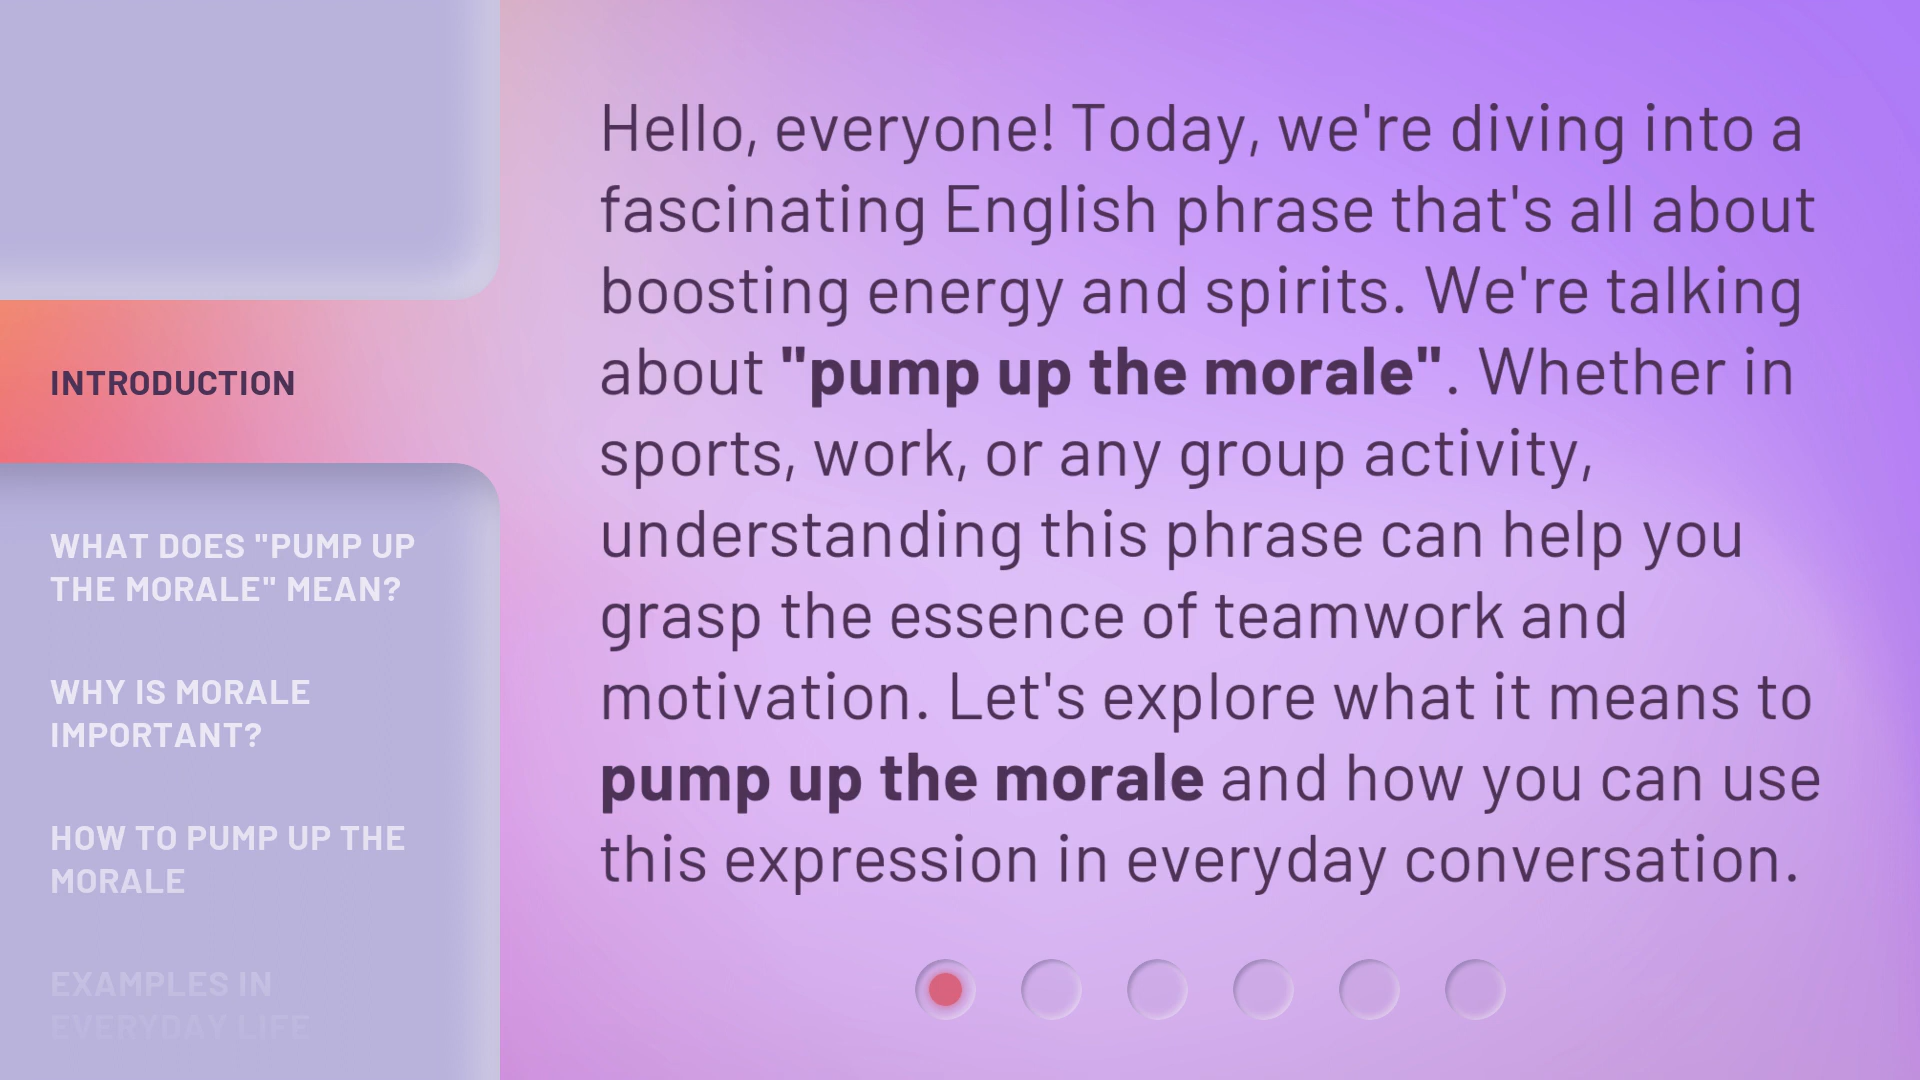 INTRODUCTION
WHAT DOES "PUMP UP
THE MORALE" MEAN?
WHY IS MORALE
IMPORTANT?
HOW TO PUMP UP THE
MORALE
EXAMPLES IN
EVERYDAY LIFE
Hello, everyone! Today, we're diving into a
fascinating English phrase that's all about
boosting energy and spirits. We're talking
about "pump up the morale". Whether in
sports, work, or any group activity,
understanding this phrase can help you
grasp the essence of teamwork and
motivation. Let's explore what it means to
pump up the morale and how you can use
this expression in everyday conversation.